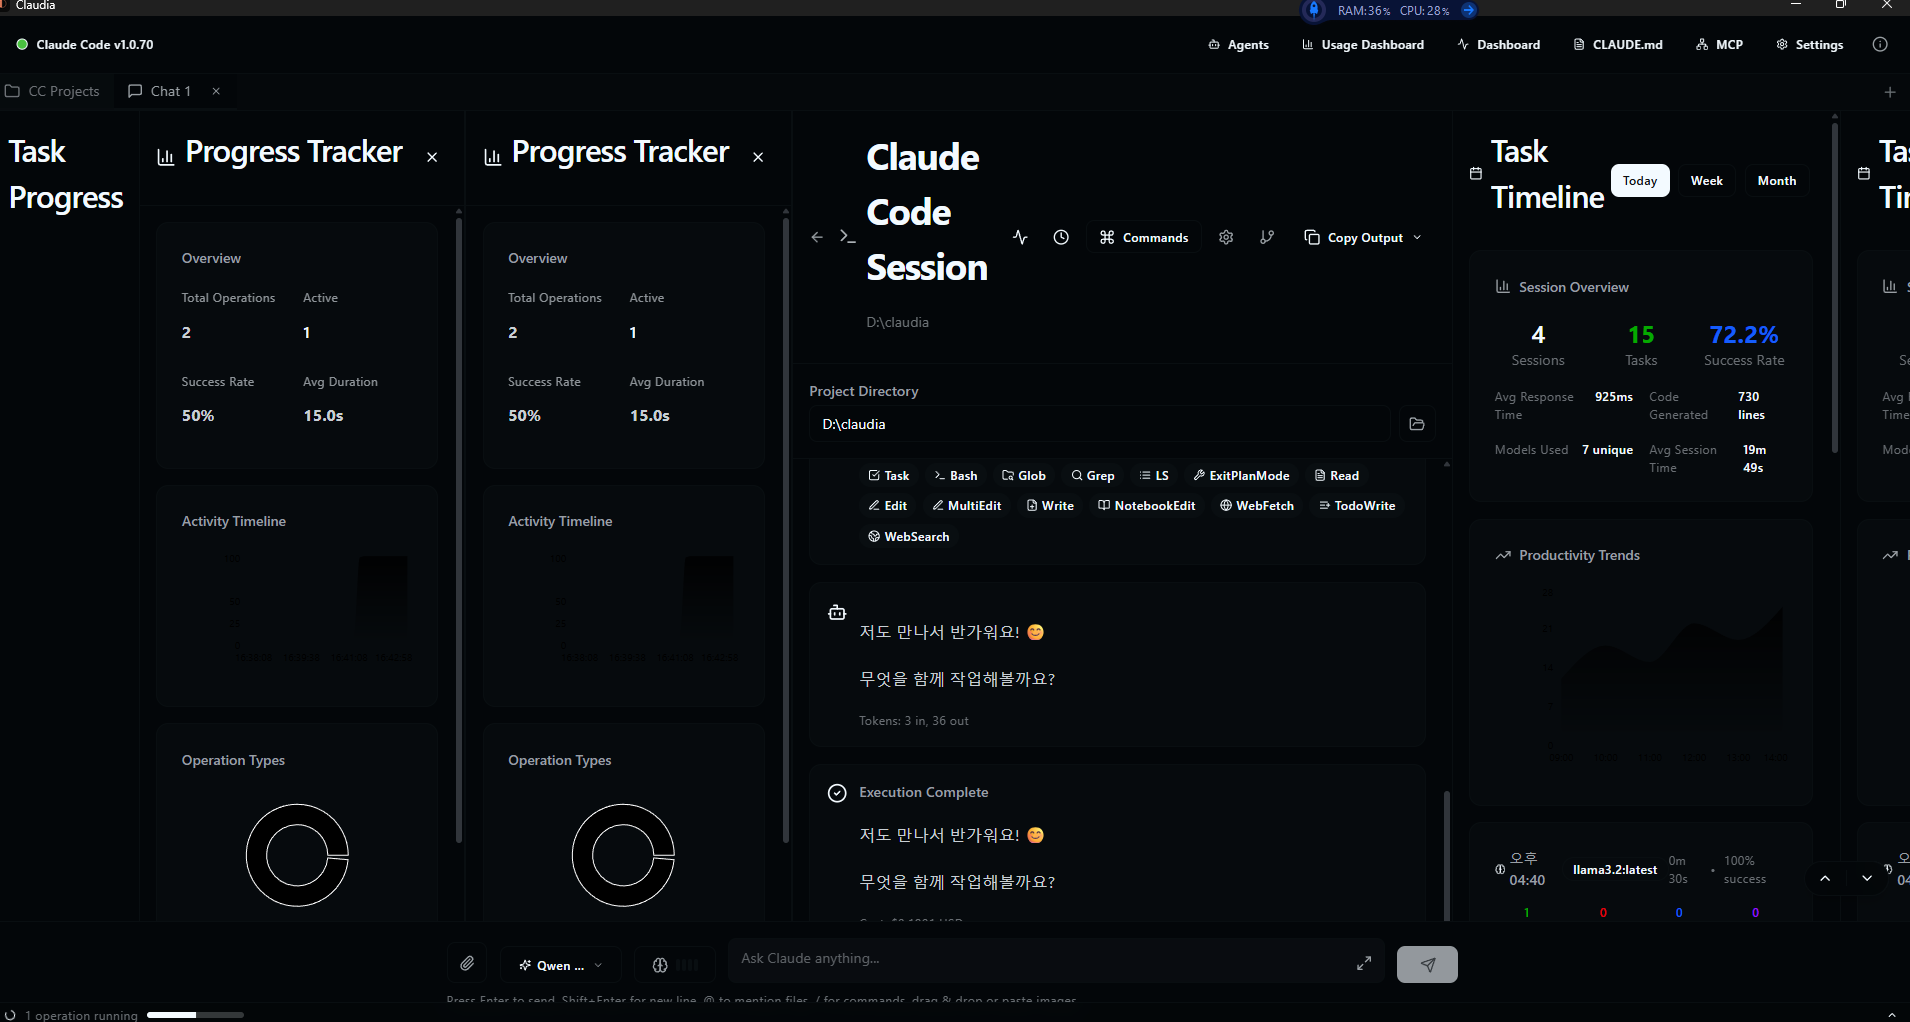 Claudia
RAM:36% CPU:28%
Claude Code v1.0.70
Agents
Usage Dashboard
Dashboard
CLAUDE.md
MCP
Settings
CC Projects
Chat 1
Task
Progress
Progress Tracker
Overview
Total Operations
Active
2
1
Success Rate
Avg Duration
50%
15.0s
Activity Timeline
100
0
Operation Types
Progress Tracker
Overview
Total Operations
Active
2
1
Success Rate
Avg Duration
50%
15.0s
Activity Timeline
100
0
Operation Types
Claude
Code
Session
D:\claudia
Commands
Copy Output
Project Directory
D:\claudia
Task
Bash
Glob
Grep
LS
ExitPlanMode
Read
Edit
MultiEdit
Write
NotebookEdit
WebFetch
TodoWrite
WebSearch
저도 만나서 반가워요! 😊
무엇을 함께 작업해볼까요?
Tokens: 3 in, 36 out
Execution Complete
저도 만나서 반가워요! 😊
무엇을 함께 작업해볼까요?
Task
Timeline
Today
Week
Month
Session Overview
4
15
72.2%
Sessions
Tasks
Success Rate
Avg Response
Time
925ms
Code
Generated
730
lines
Models Used
7 unique
Avg Session
Time
19m
49s
Productivity Trends
오후
04:40
llama3.2:latest
0m
30s
•
100%
success
1
0
0
0
Avg
Time
Qwen ...
Ask Claude anything...
Press Enter to send, Shift+Enter for new line, @ to mention files, / for commands, drag & drop or paste images
1 operation running